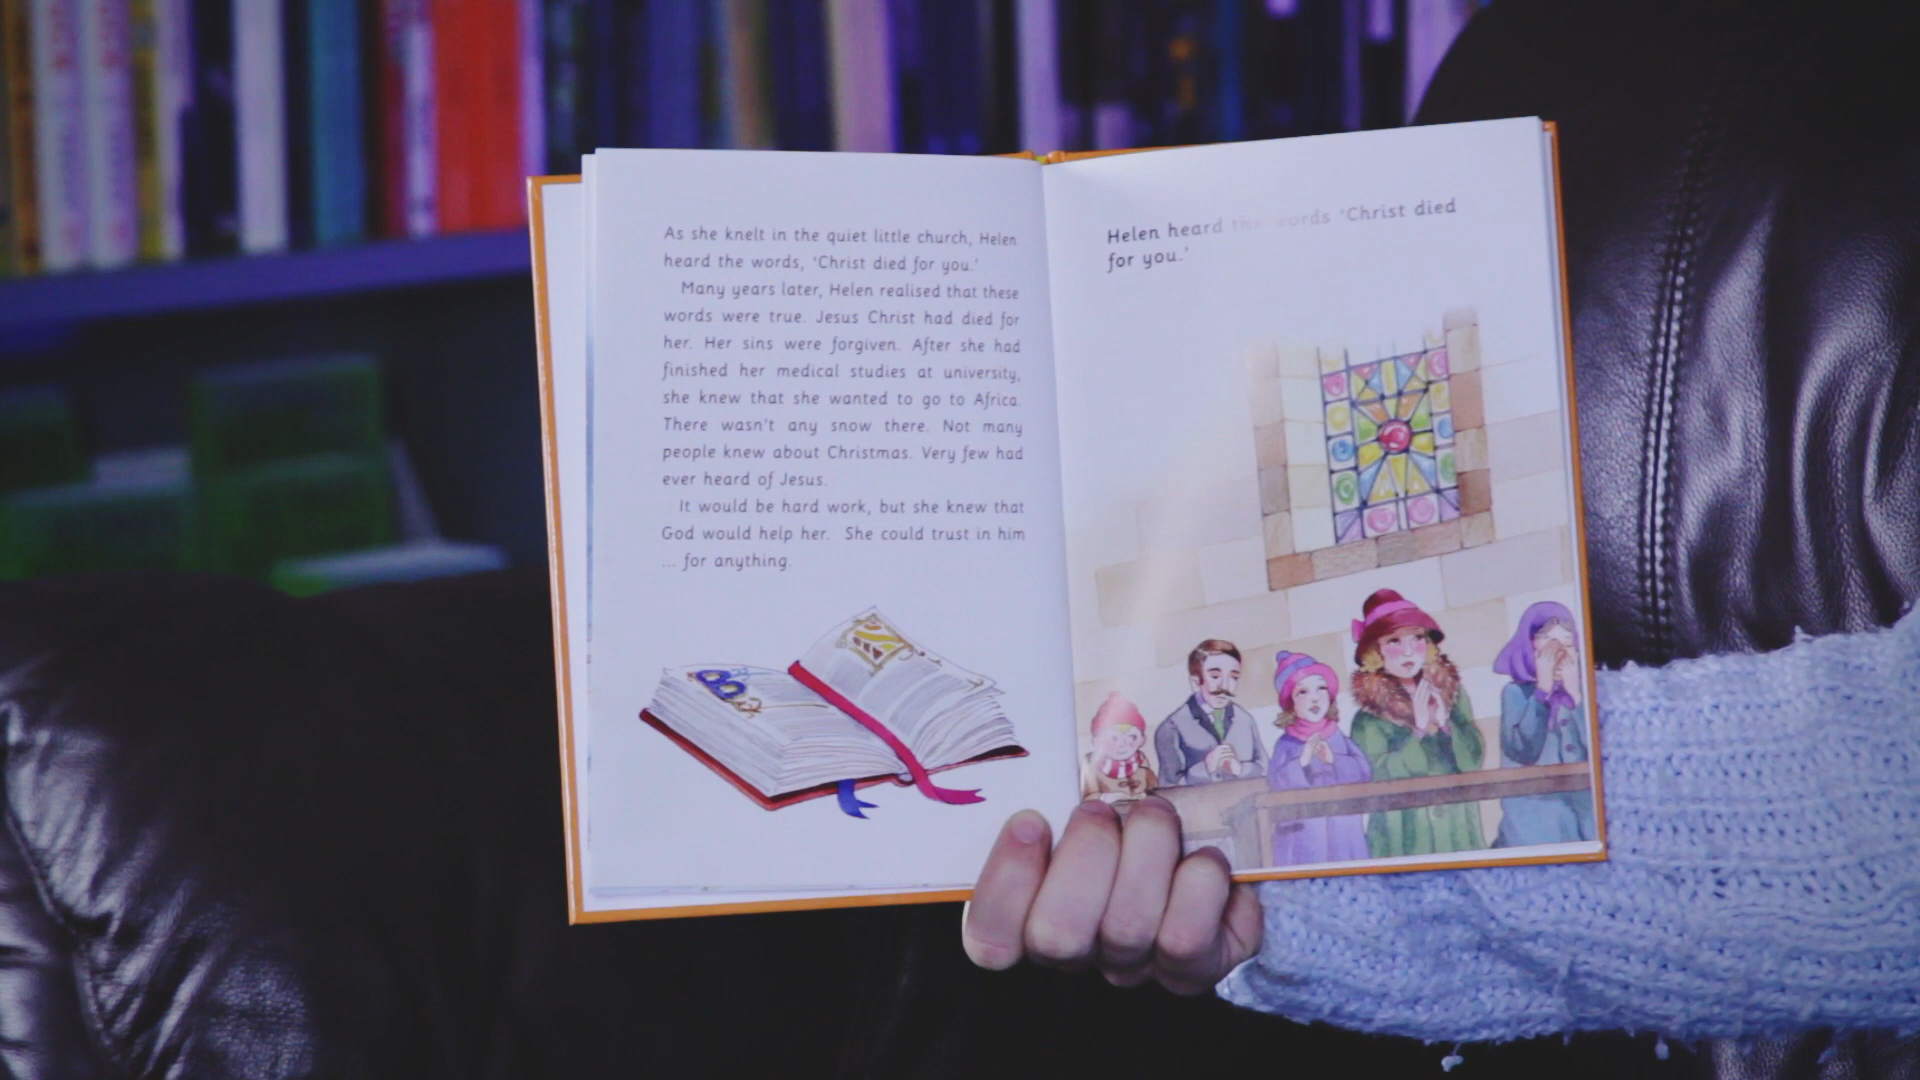 As she knelt in the quiet little church, Helen
heard the words, ‘Christ died for you.’
Many years later, Helen realised that these
words were true. Jesus Christ had died for
her. Her sins were forgiven. After she had
finished her medical studies at university,
she knew that she wanted to go to Africa.
There wasn't any snow there. Not many
people knew about Christmas. Very few had
ever heard of Jesus.
It would be hard work, but she knew that
God would help her. She could trust in him
... for anything.
Helen heard the words ‘Christ died
for you.’